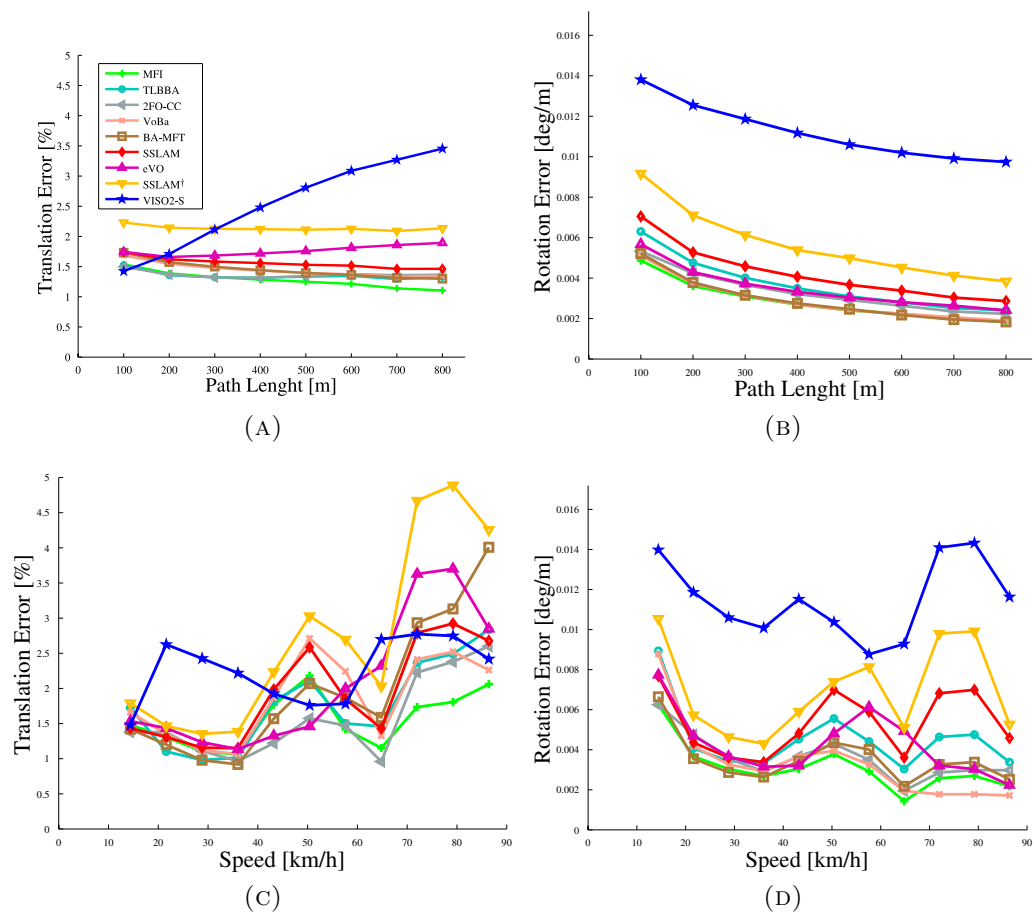 5
4.5
4
3.5
3
2.5
2
1.5
1
0.5
0
Translation Error [%]
MFI
TLBBA
2FO-CC
VoBa
BA-MFT
SSLAM
eVO
SSLAM†
VISO2-S
100 200 300 400 500 600 700 800
Path Lenght [m]
(A)
0.016
0.014
0.012
0.01
0.008
0.006
0.004
0.002
0
Rotation Error [deg/m]
100 200 300 400 500 600 700 800
Path Lenght [m]
(B)
5
4.5
4
3.5
3
2.5
2
1.5
1
0.5
0
Translation Error [%]
0 10 20 30 40 50 60 70 80 90
Speed [km/h]
(C)
0.016
0.014
0.012
0.01
0.008
0.006
0.004
0.002
0
Rotation Error [deg/m]
0 10 20 30 40 50 60 70 80 90
Speed [km/h]
(D)